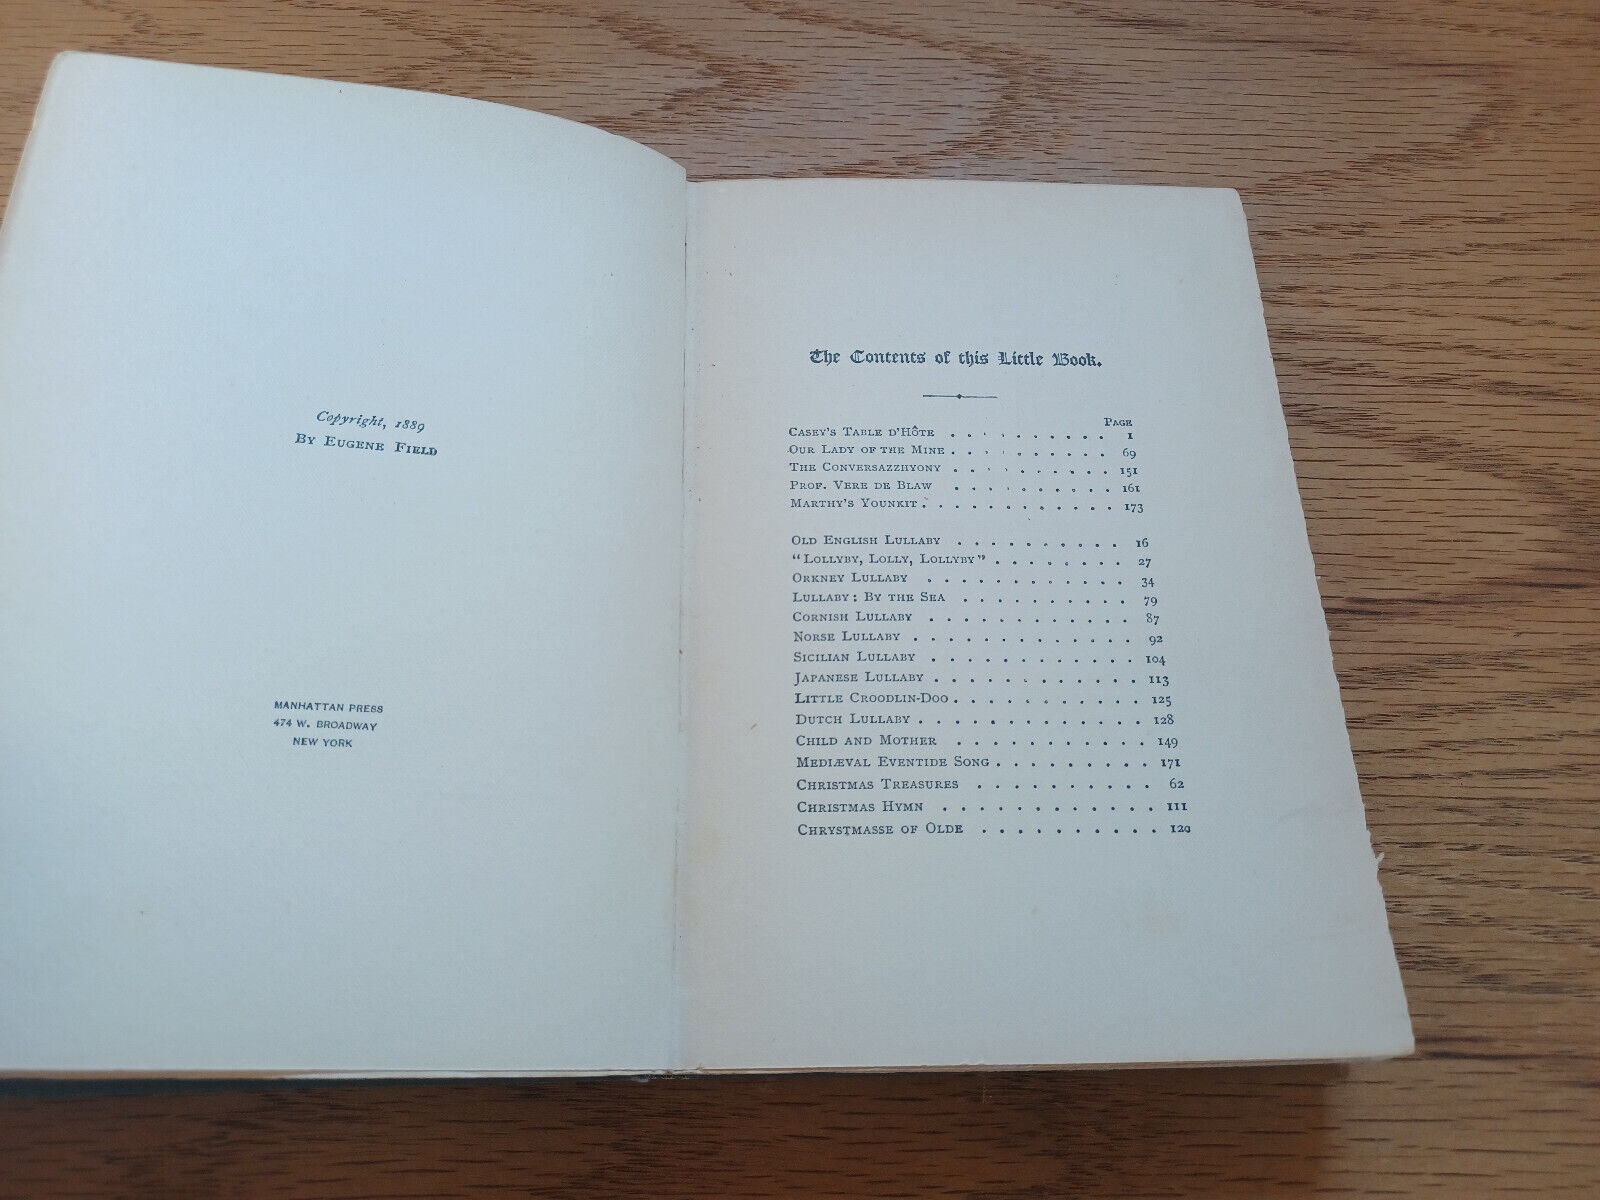 Copyright, 1889
By Eugene Field
MANHATTAN PRESS
474 W. BROADWAY
NEW YORK
The Contents of this Little Book.
Page
Casey's Table d'Hôte . . . . . . . . . . 1
Our Lady of the Mine . . . . . . . . . . 69
The Conversazzhyony . . . . . . . . . . 151
Prof. Vere de Blaw . . . . . . . . . . 161
Marthy's Younkit . . . . . . . . . . . . 173
Old English Lullaby . . . . . . . . . . 16
"Lollyby, Lolly, Lollyby" . . . . . . . . 27
Orkney Lullaby . . . . . . . . . . . . 34
Lullaby: By the Sea . . . . . . . . . . 79
Cornish Lullaby . . . . . . . . . . . . 87
Norse Lullaby . . . . . . . . . . . . . 92
Sicilian Lullaby . . . . . . . . . . . . 104
Japanese Lullaby . . . . . . . . . . . . 113
Little Croodlin-Doo . . . . . . . . . . . 125
Dutch Lullaby . . . . . . . . . . . . . 128
Child and Mother . . . . . . . . . . . 149
Mediæval Eventide Song . . . . . . . . . 171
Christmas Treasures . . . . . . . . . . 62
Christmas Hymn . . . . . . . . . . . . 111
Chrystmasse of Olde . . . . . . . . . . 120